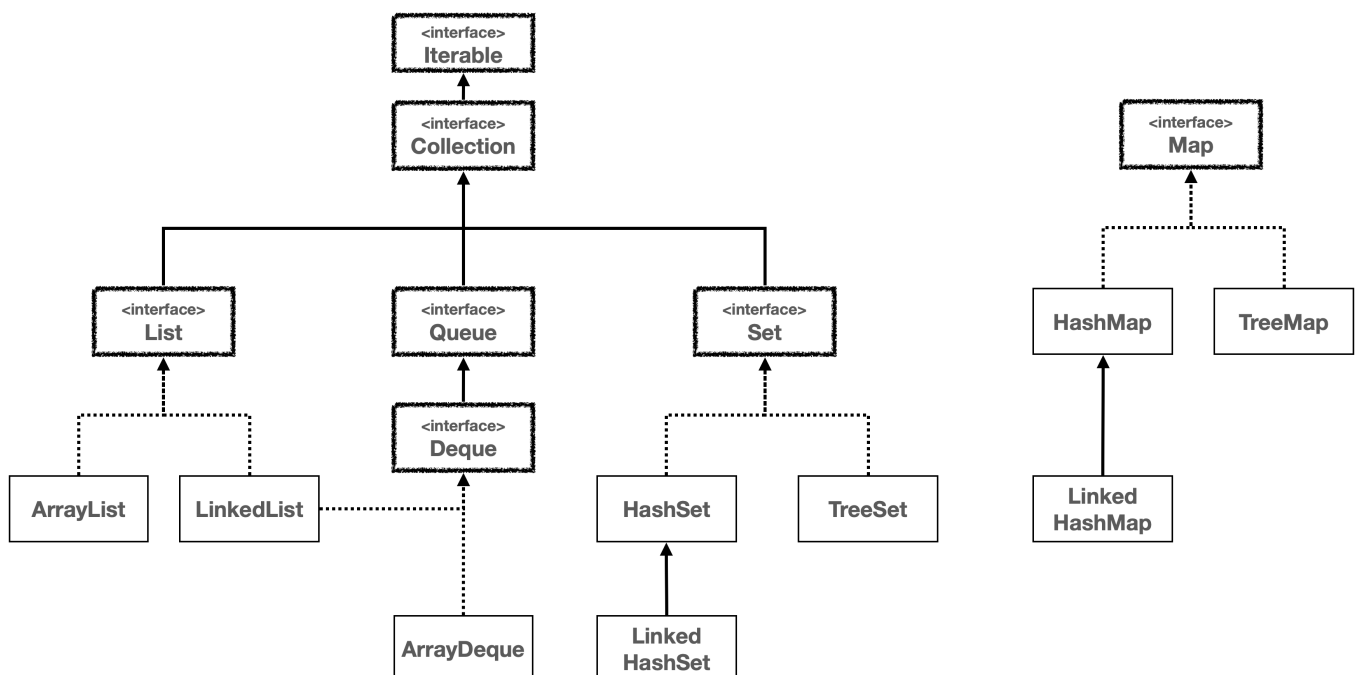 <interface>
Iterable
<interface>
Collection
<interface>
Map
<interface>
List
<interface>
Queue
<interface>
Set
HashMap
TreeMap
<interface>
Deque
ArrayList
LinkedList
HashSet
TreeSet
Linked
HashMap
ArrayDeque
Linked
HashSet